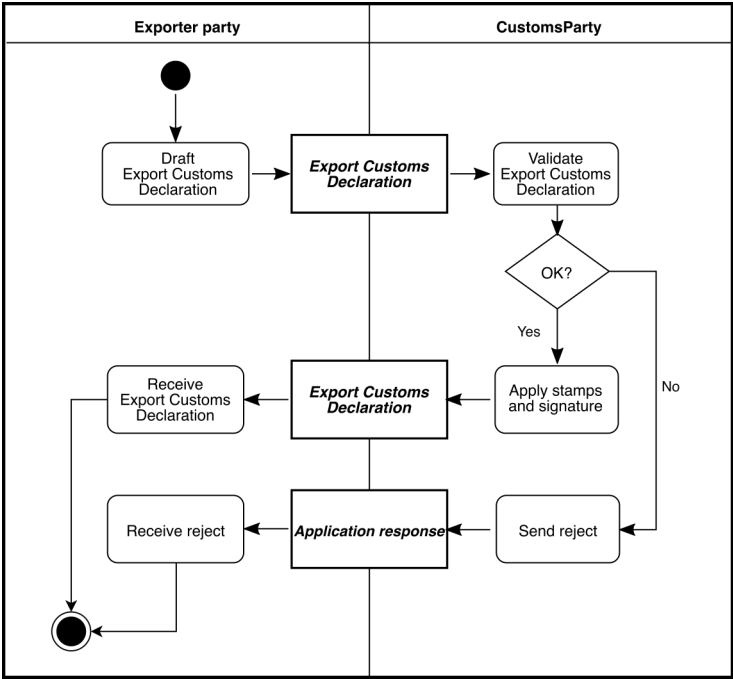 Exporter party
CustomsParty
Draft
Export Customs
Declaration
Export Customs
Declaration
Validate
Export Customs
Declaration
OK?
Yes
No
Receive
Export Customs
Declaration
Export Customs
Declaration
Apply stamps
and signature
Receive reject
Application response
Send reject